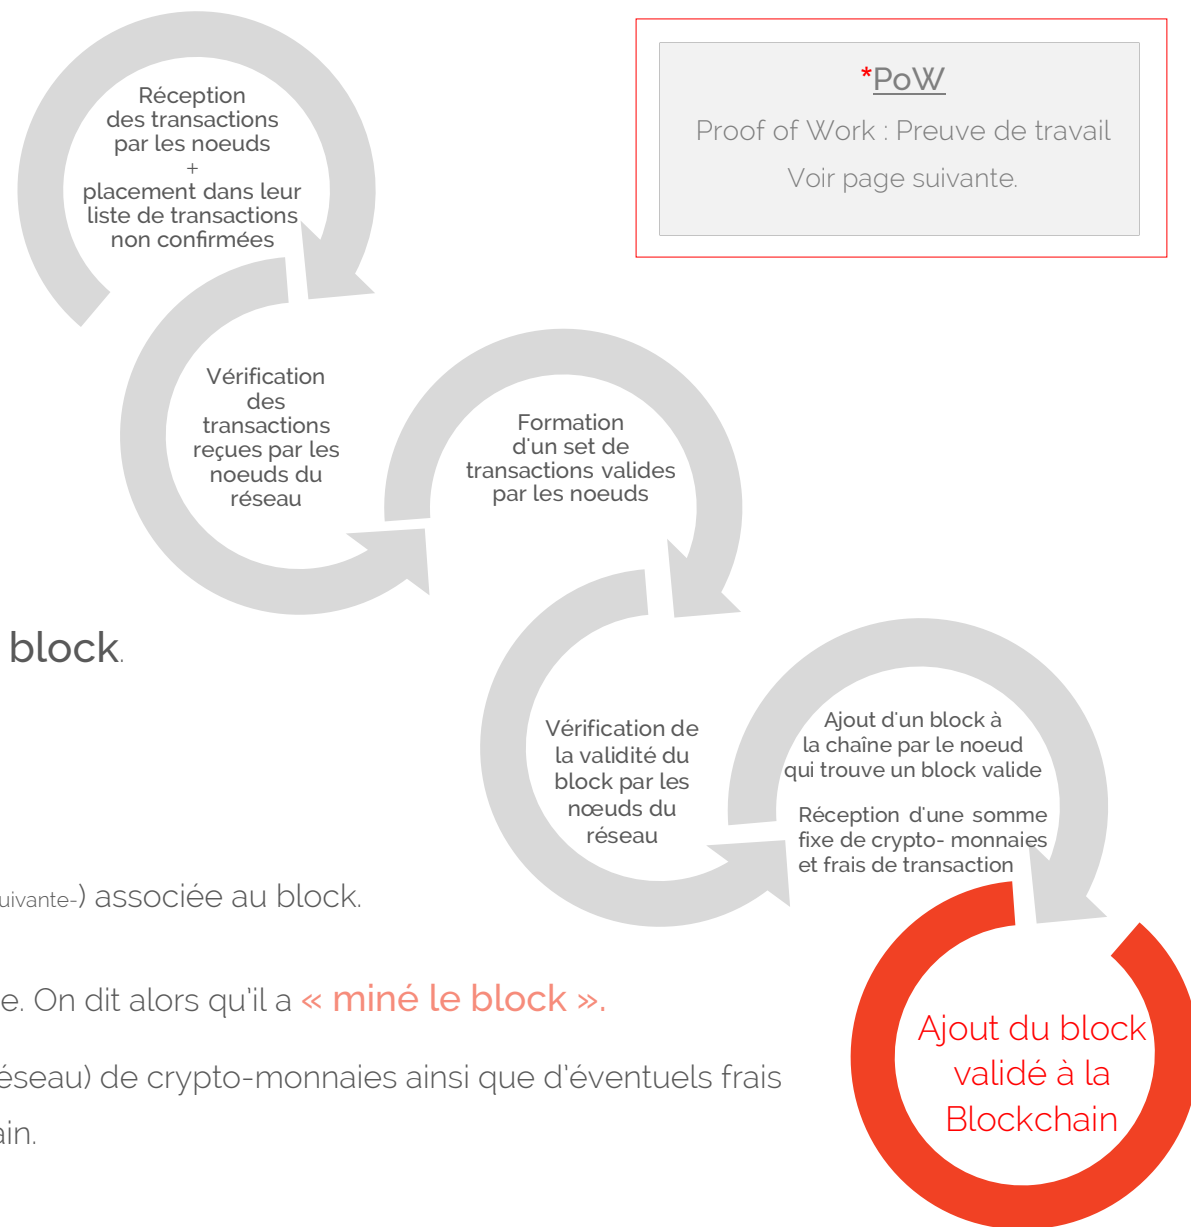 Réception
des transactions
par les noeuds
+
placement dans leur
liste de transactions
non confirmées
*PoW
Proof of Work : Preuve de travail
Voir page suivante.
Vérification
des
transactions
reçues par les
noeuds du
réseau
Formation
d'un set de
transactions valides
par les noeuds
block.
Vérification de
la validité du
block par les
nœuds du
réseau
Ajout d'un block à
la chaîne par le noeud
qui trouve un block valide
Réception d'une somme
fixe de crypto- monnaies
et frais de transaction
uivante-) associée au block.
e. On dit alors qu'il a « miné le block ».
éseau) de crypto-monnaies ainsi que d'éventuels frais
ain.
Ajout du block
validé à la
Blockchain